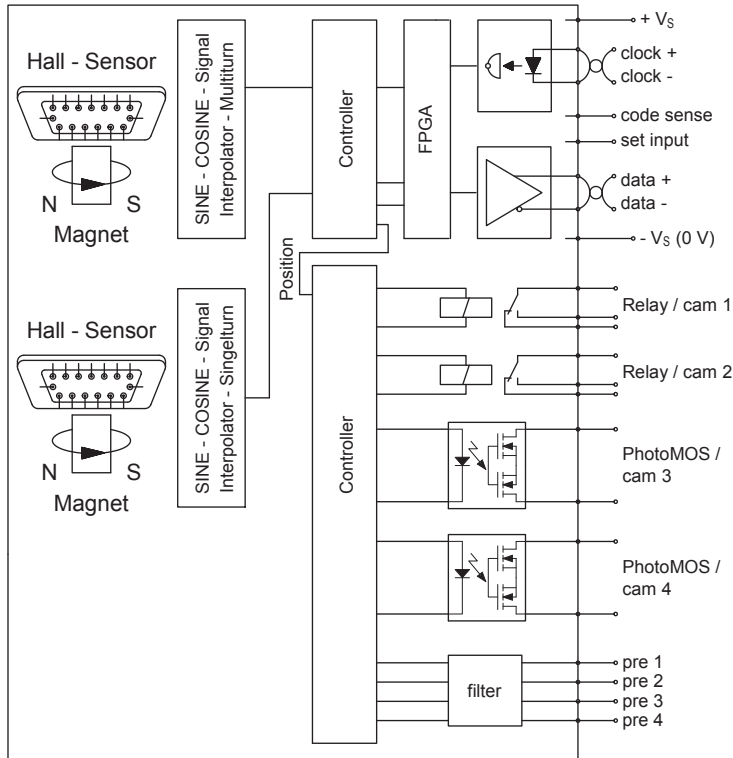 Hall - Sensor
N S
Magnet
SINE - COSINE - Signal
Interpolator - Multiturn
Controller
FPGA
+ VS
clock +
clock -
code sense
set input
data +
data -
- VS (0 V)
Position
Hall - Sensor
N S
Magnet
SINE - COSINE - Signal
Interpolator - Singelturn
Controller
Relay / cam 1
Relay / cam 2
PhotoMOS /
cam 3
PhotoMOS /
cam 4
filter
pre 1
pre 2
pre 3
pre 4